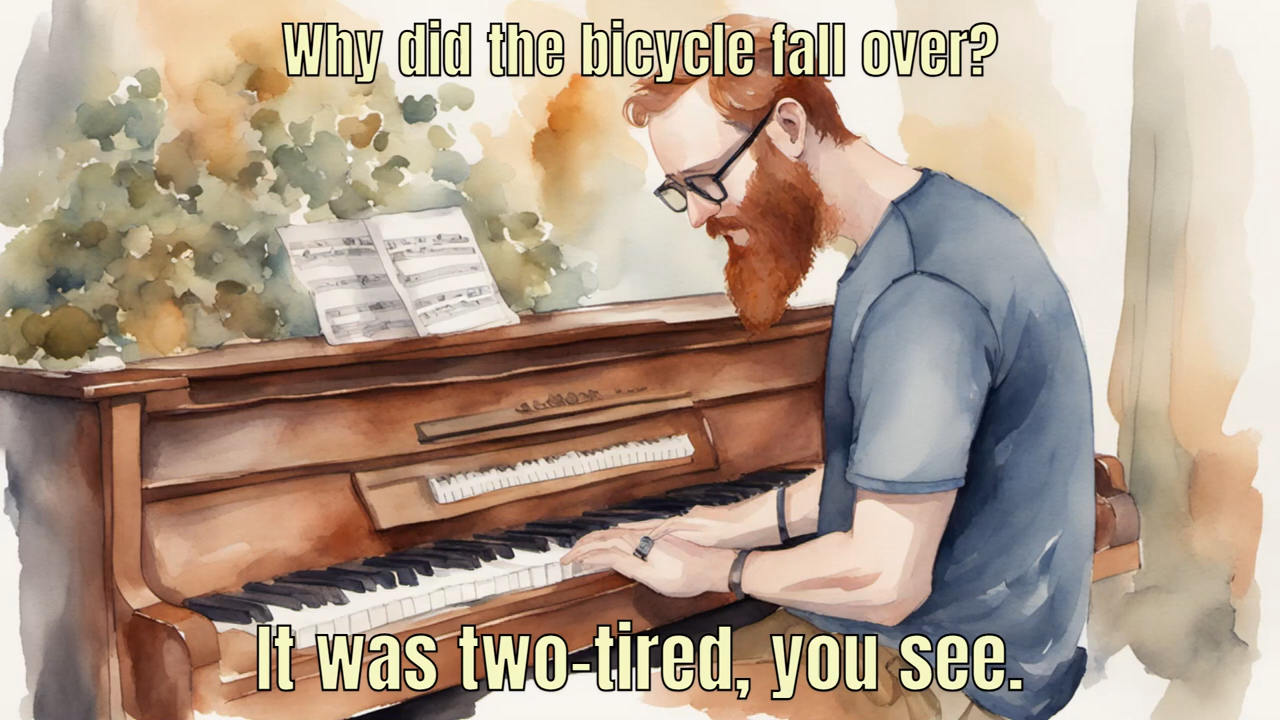 Why did the bicycle fall over?
It was two-tired, you see.